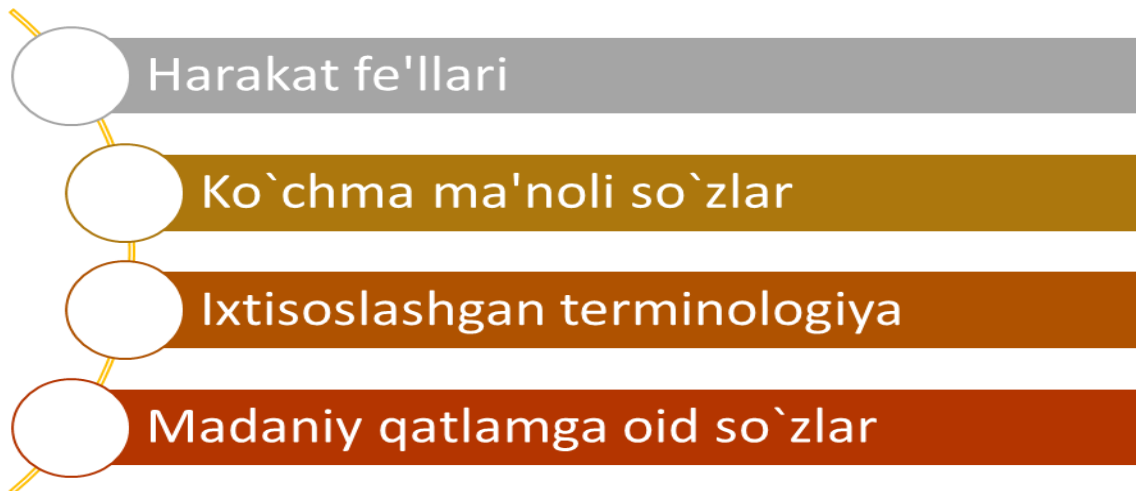 Harakat fe'llari
Ko`chma ma'noli so`zlar
Ixtisoslashgan terminologiya
Madaniy qatlamga oid so`zlar